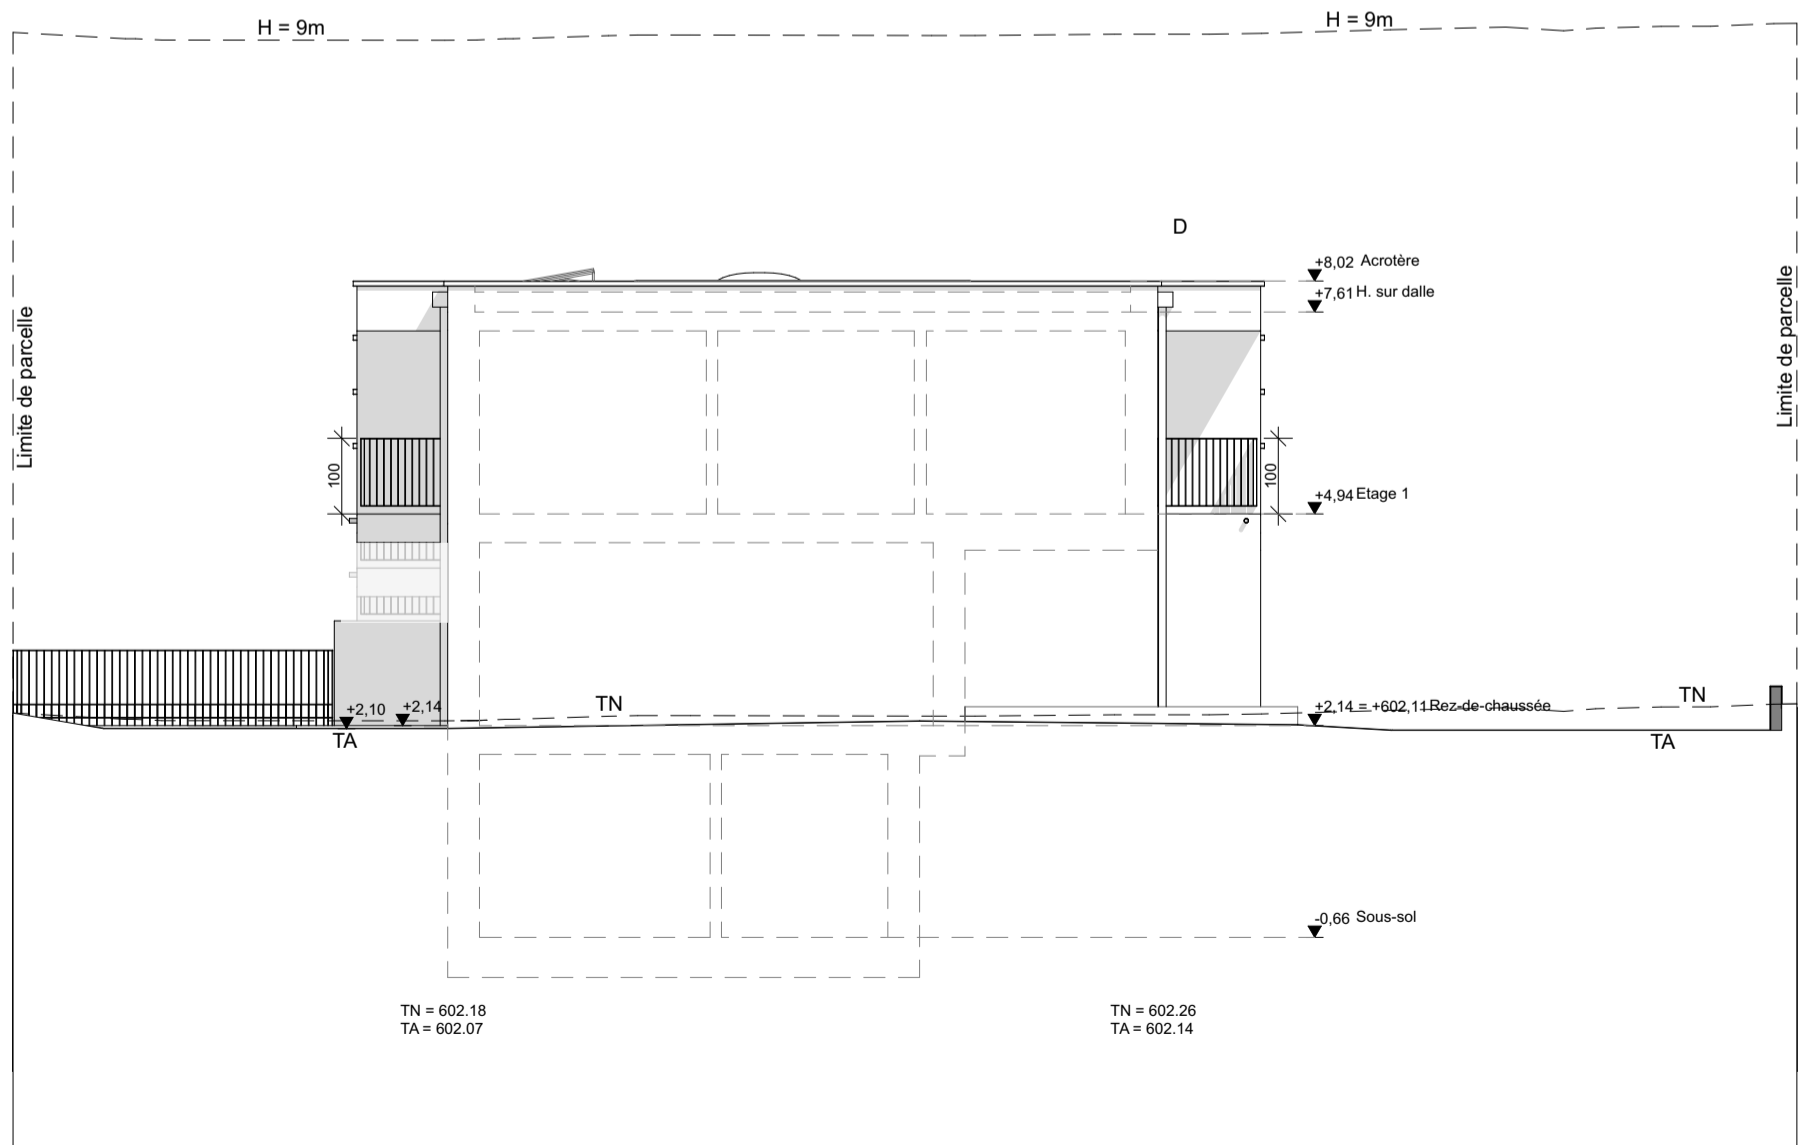 H = 9m
H = 9m
D
+8,02 Acrotère
+7,61 H. sur dalle
Limite de parcelle
Limite de parcelle
100
100
+4,94 Etage 1
TN
TN
+2,10
+2,14
+2,14 = +602,11 Rez-de-chaussée
TA
TA
-0,66 Sous-sol
TN = 602.18
TA = 602.07
TN = 602.26
TA = 602.14